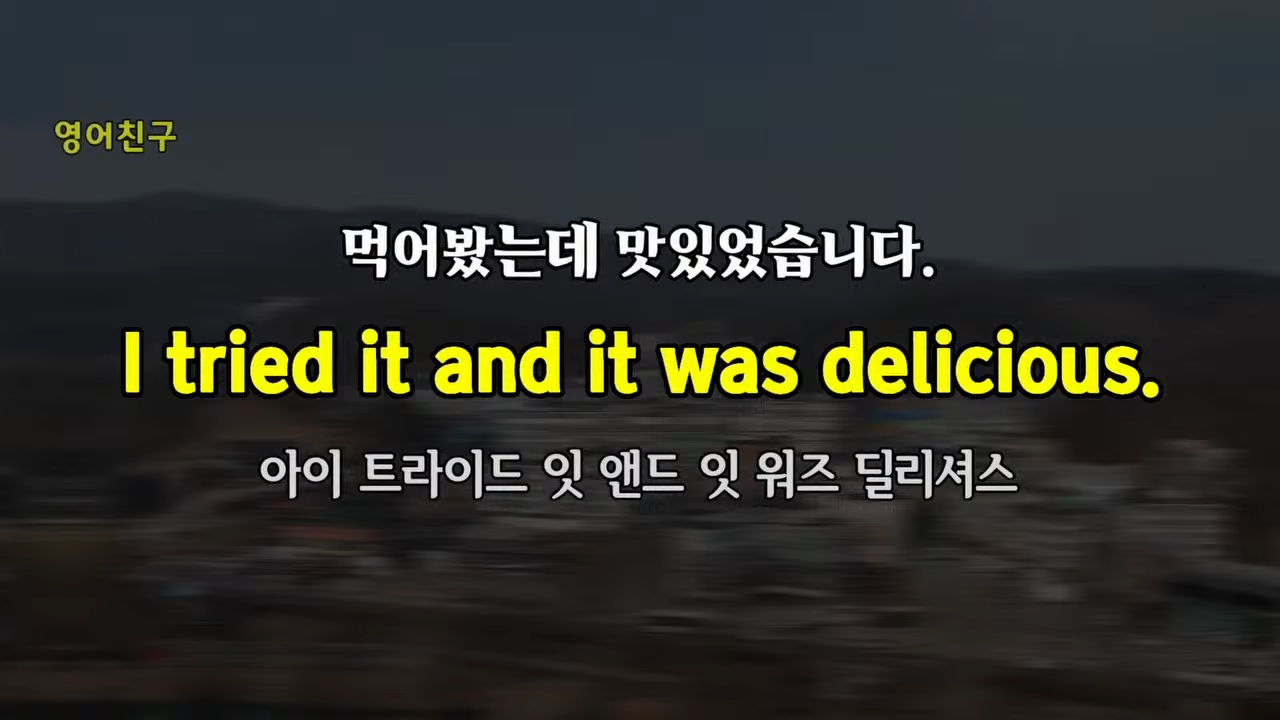 영어친구
먹어봤는데 맛있었습니다.
I tried it and it was delicious.
아이 트라이드 잇 앤드 잇 워즈 딜리셔스